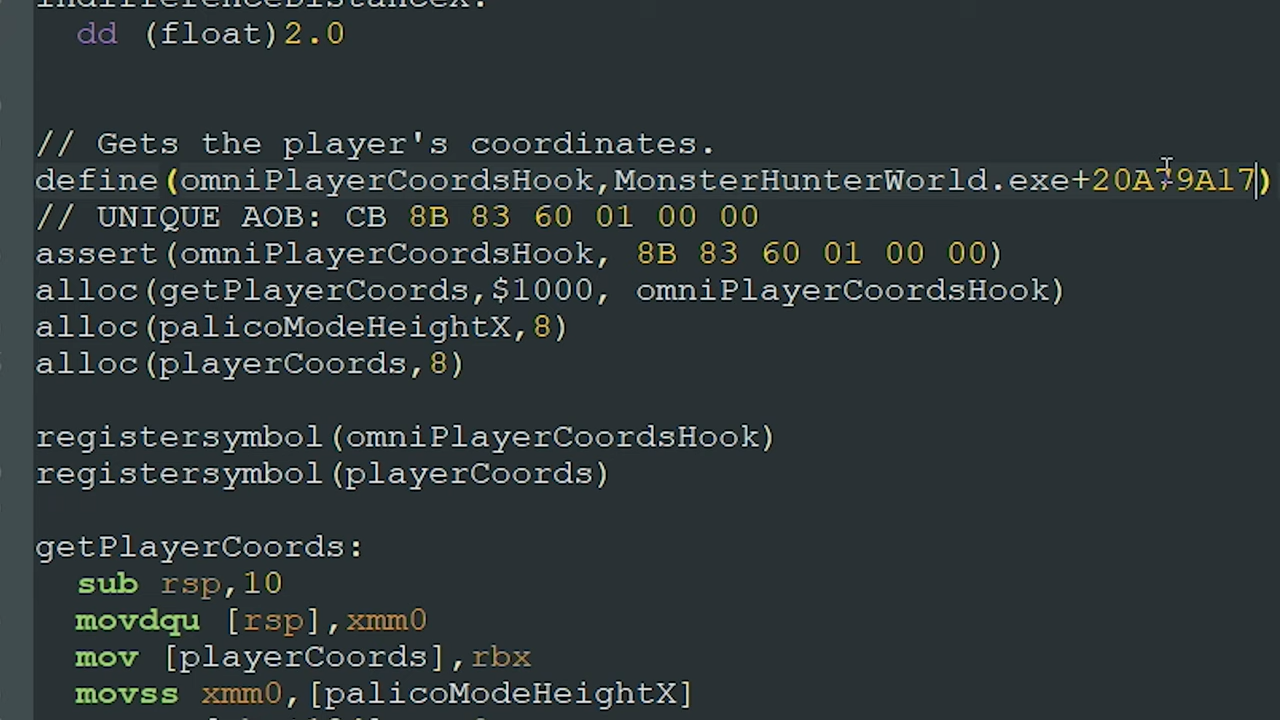 indifferenceDistanceX:
dd (float)2.0
// Gets the player's coordinates.
define(omniPlayerCoordsHook,MonsterHunterWorld.exe+20A79A17)
// UNIQUE AOB: CB 8B 83 60 01 00 00
assert(omniPlayerCoordsHook, 8B 83 60 01 00 00)
alloc(getPlayerCoords,$1000, omniPlayerCoordsHook)
alloc(palicoModeHeightX,8)
alloc(playerCoords,8)
registersymbol(omniPlayerCoordsHook)
registersymbol(playerCoords)
getPlayerCoords:
sub rsp,10
movdqu [rsp],xmm0
mov [playerCoords],rbx
movss xmm0,[palicoModeHeightX]